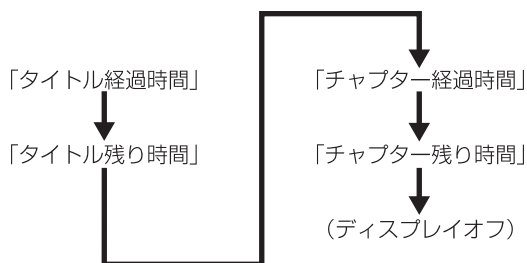 「タイトル経過時間」
「タイトル残り時間」
「チャプター経過時間」
「チャプター残り時間」
（ディスプレイオフ）